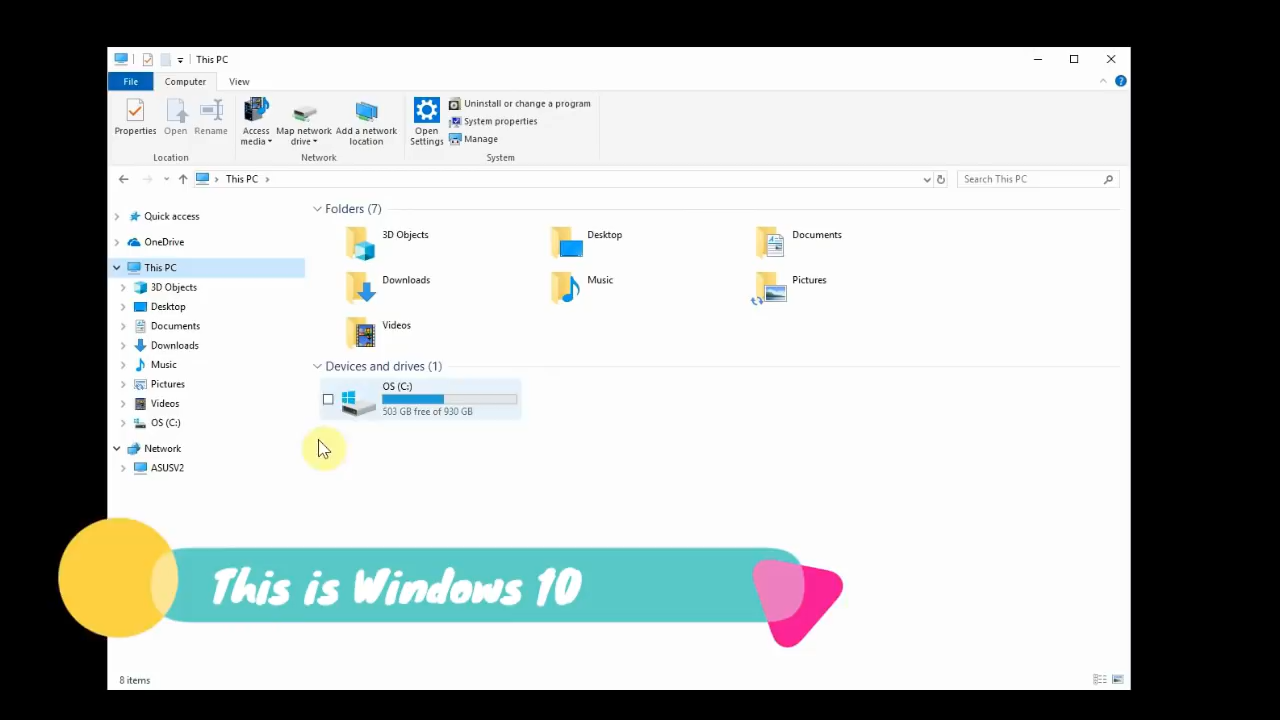 This PC
File Computer View
Properties Open Rename Access media Map network drive Add a network location Open Settings Uninstall or change a program
System properties
Manage
Location Network System
This PC Search This PC
Quick access
OneDrive
This PC
3D Objects
Desktop
Documents
Downloads
Music
Pictures
Videos
OS (C:)
Network
ASUSV2
Folders (7)
3D Objects Desktop Documents
Downloads Music Pictures
Videos
Devices and drives (1)
OS (C:)
503 GB free of 930 GB
This is Windows 10
8 items